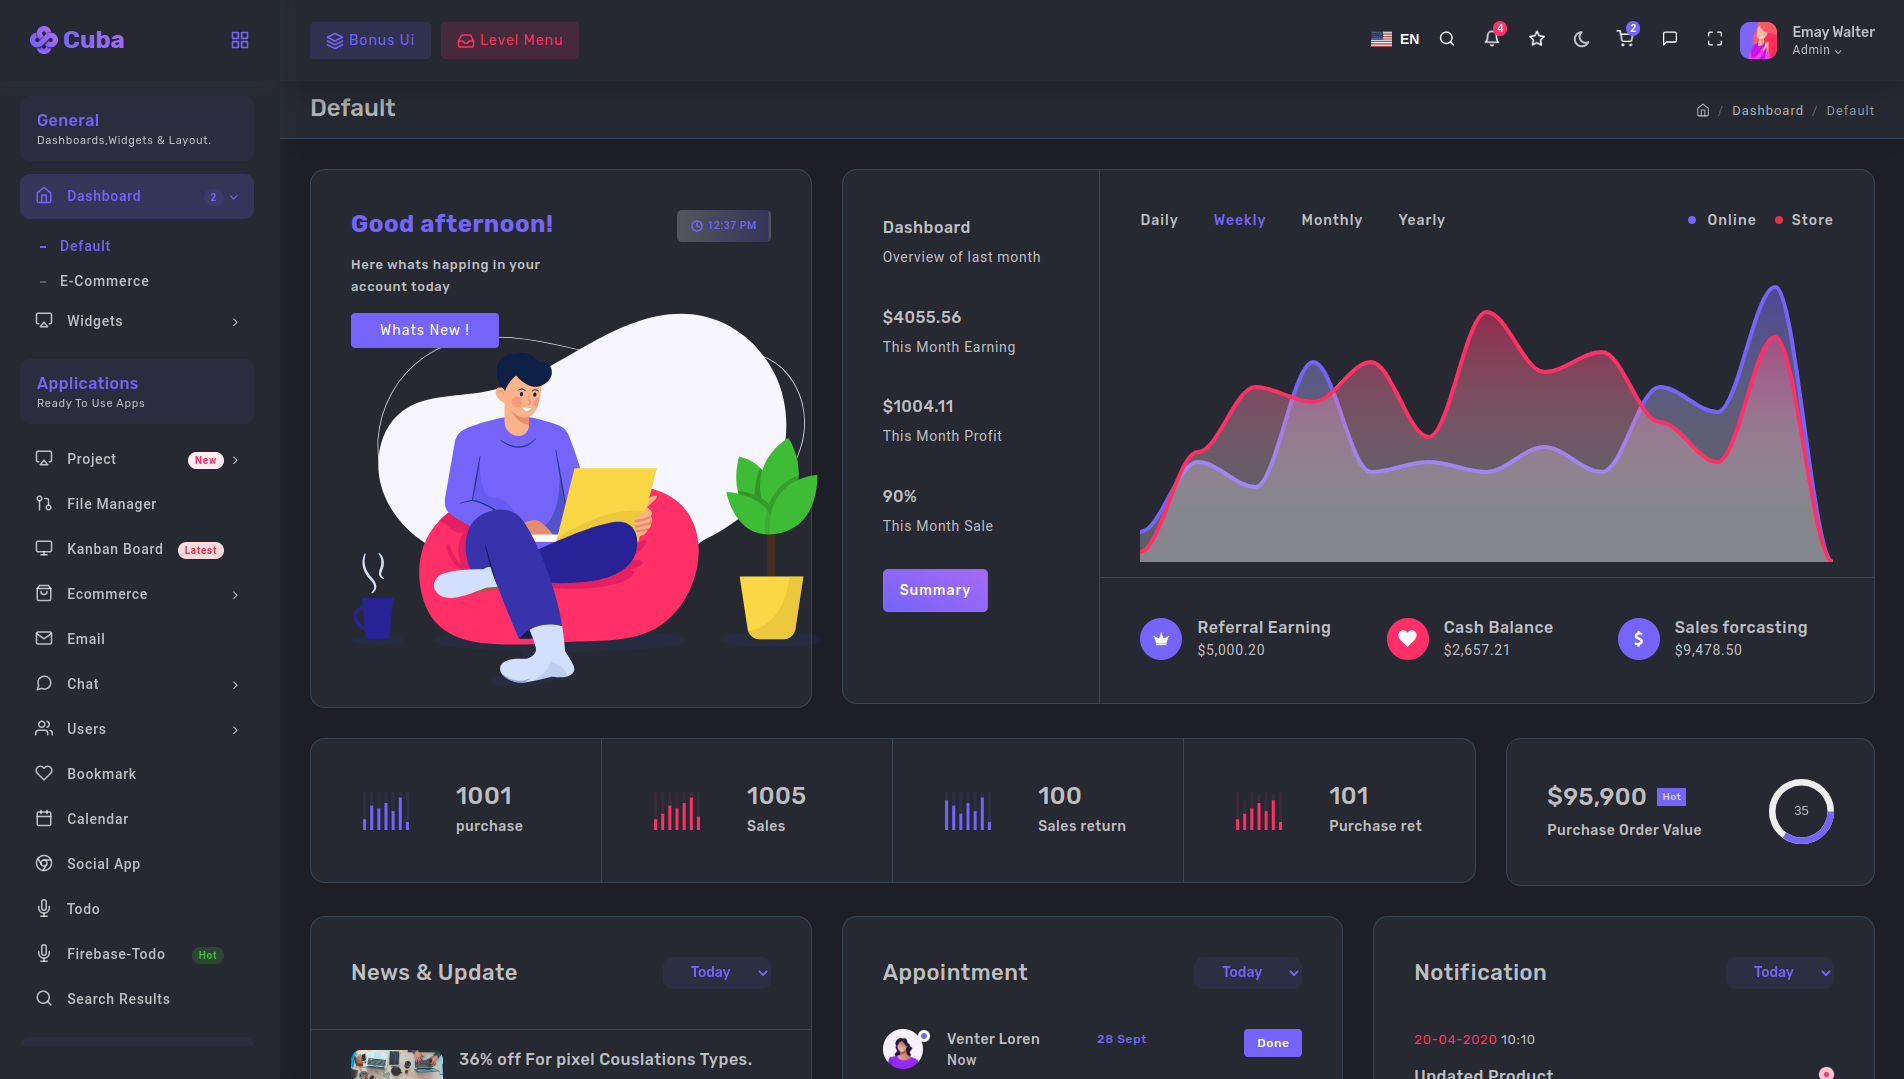 Cuba
Bonus Ui
Level Menu
EN
4
2
Emay Walter
Admin
General
Dashboards,Widgets & Layout.
Dashboard
2
Default
E-Commerce
Widgets
Applications
Ready To Use Apps
Project
New
File Manager
Kanban Board
Latest
Ecommerce
Email
Chat
Users
Bookmark
Calendar
Social App
Todo
Firebase-Todo
Hot
Search Results
Default
/ Dashboard / Default
Good afternoon!
12:37 PM
Here whats happing in your
account today
Whats New !
Dashboard
Overview of last month
$4055.56
This Month Earning
$1004.11
This Month Profit
90%
This Month Sale
Summary
Daily
Weekly
Monthly
Yearly
Online
Store
Referral Earning
$5,000.20
Cash Balance
$2,657.21
Sales forcasting
$9,478.50
1001
purchase
1005
Sales
100
Sales return
101
Purchase ret
$95,900
Hot
Purchase Order Value
35
News & Update
Today
36% off For pixel Couslations Types.
Appointment
Today
Venter Loren
Now
28 Sept
Done
Notification
Today
20-04-2020 10:10
Updated Product